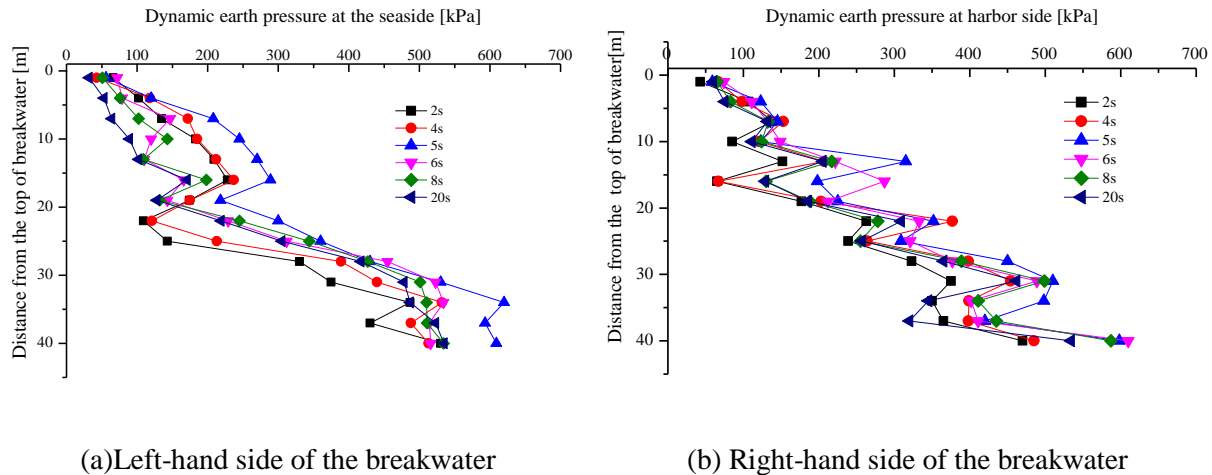 Dynamic earth pressure at the seaside [kPa]
0 100 200 300 400 500 600 700
Distance from the top of breakwater [m]
0
10
20
30
40
2s
4s
5s
6s
8s
20s
(a)Left-hand side of the breakwater
Dynamic earth pressure at harbor side [kPa]
0 100 200 300 400 500 600 700
Distance from the top of breakwater[m]
0
10
20
30
40
2s
4s
5s
6s
8s
20s
(b) Right-hand side of the breakwater